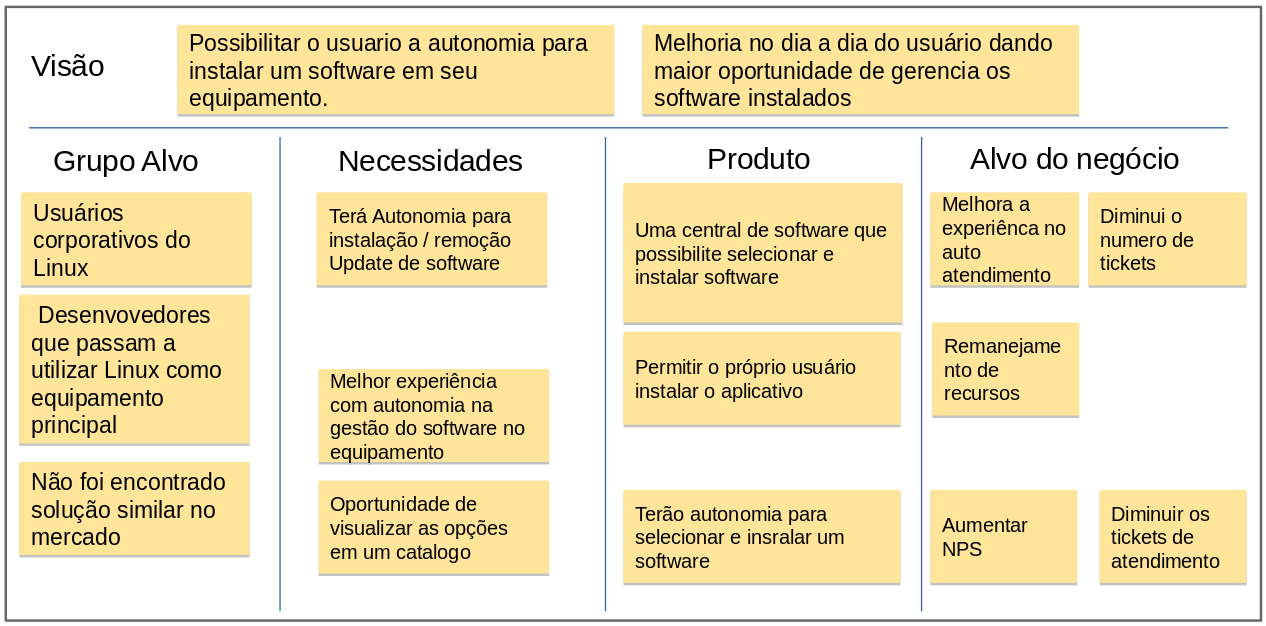 Visão
Possibilitar o usuario a autonomia para
instalar um software em seu
equipamento.
Melhoria no dia a dia do usuário dando
maior oportunidade de gerencia os
software instalados
Grupo Alvo
Usuários
corporativos do
Linux
Desenvovedores
que passam a
utilizar Linux como
equipamento
principal
Não foi encontrado
solução similar no
mercado
Necessidades
Terá Autonomia para
instalação / remoção
Update de software
Melhor experiência
com autonomia na
gestão do software no
equipamento
Oportunidade de
visualizar as opções
em um catalogo
Produto
Uma central de software que
possibilite selecionar e
instalar software
Permitir o próprio usuário
instalar o aplicativo
Terão autonomia para
selecionar e insralar um
software
Alvo do negócio
Melhora a
experiênca no
auto
atendimento
Diminui o
numero de
tickets
Remanejame
nto de
recursos
Aumentar
NPS
Diminuir os
tickets de
atendimento